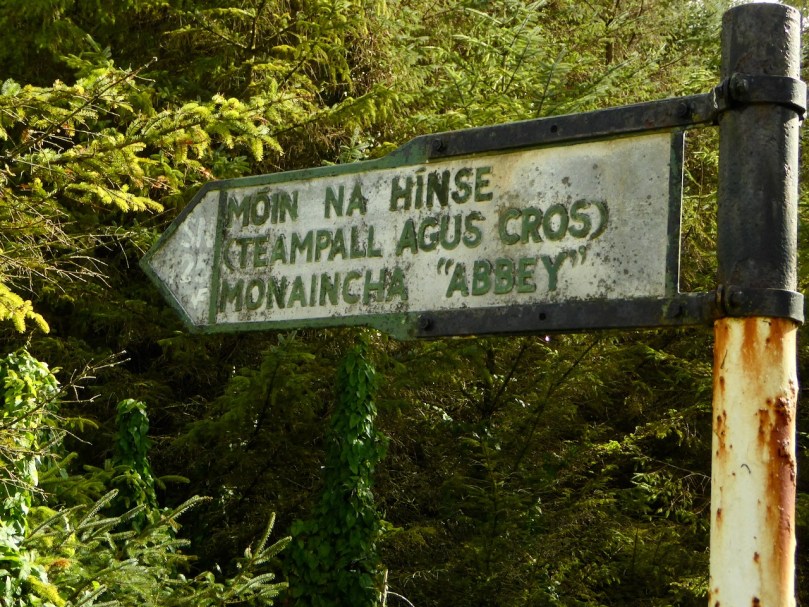 MÓIN NA HÍNSE
(TEAMPALL AGUS CROS)
MONAINCHA "ABBEY"